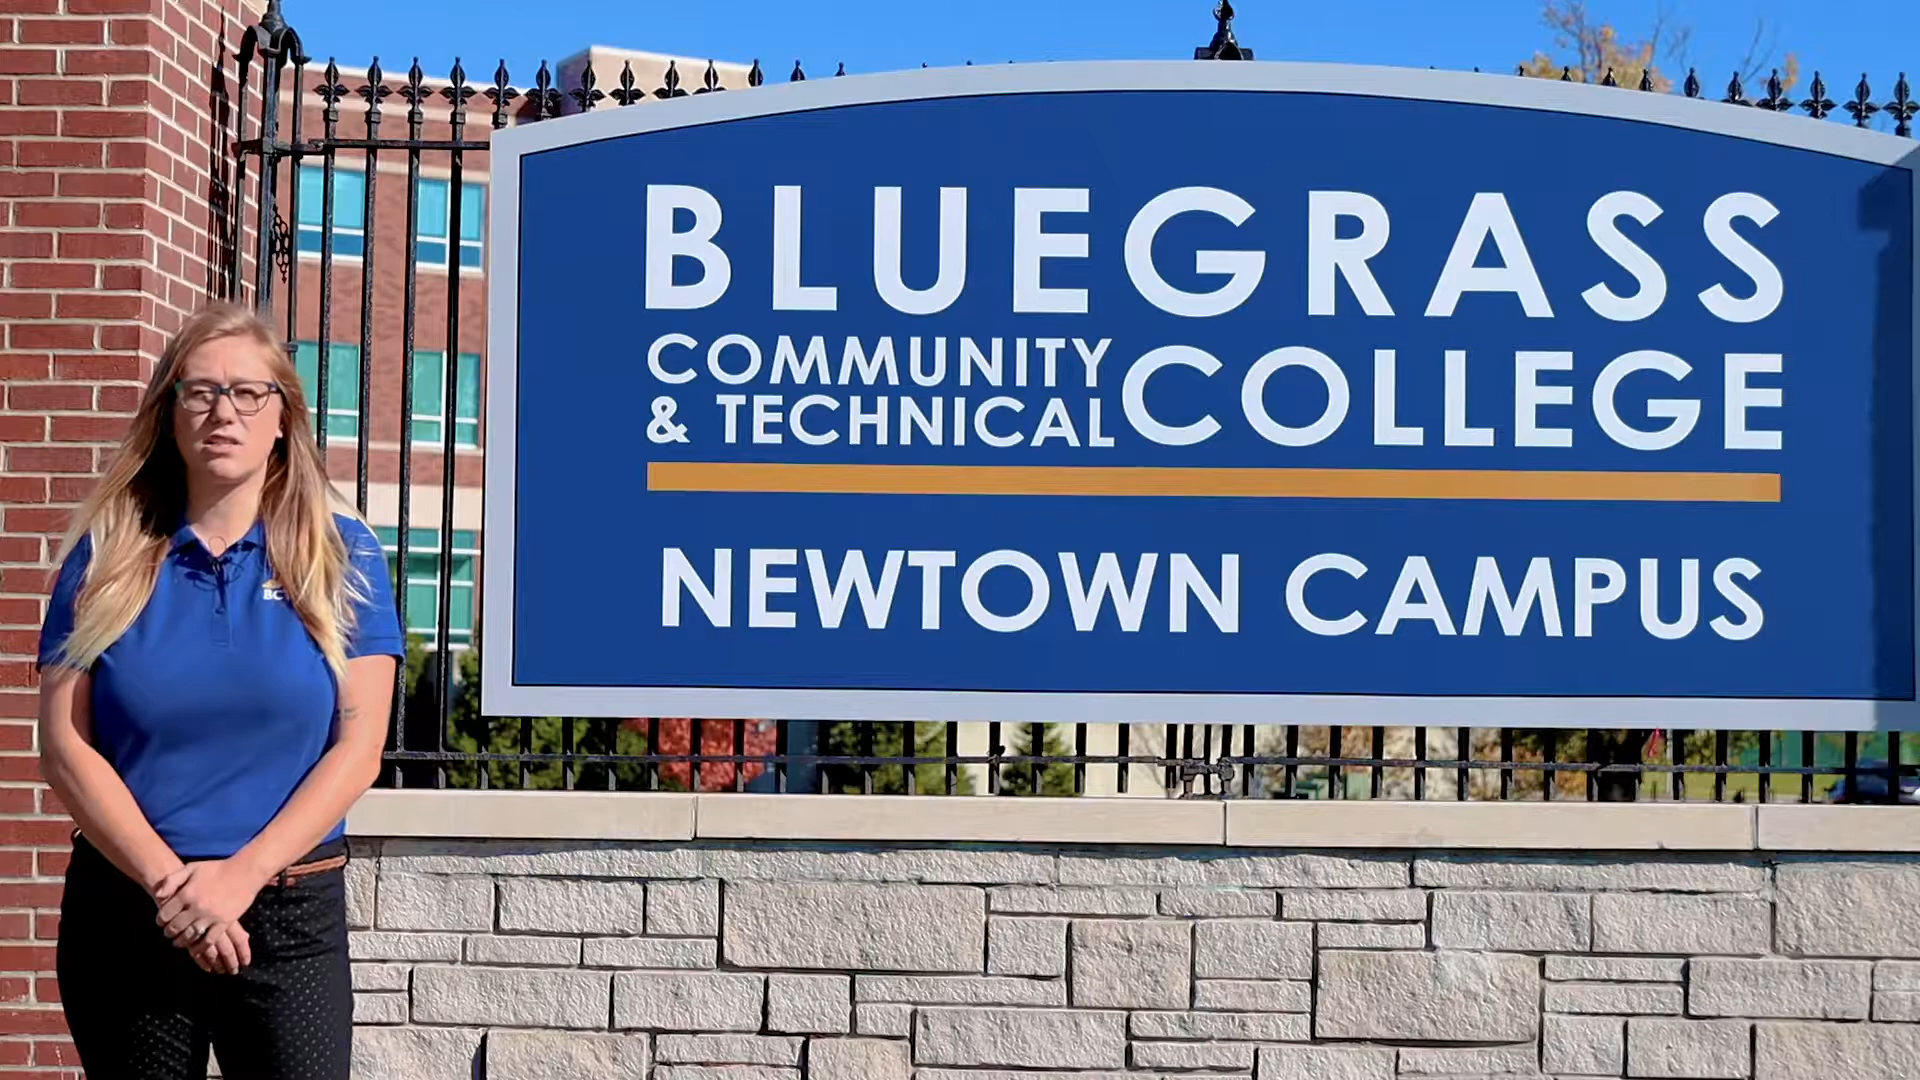 BLUEGRASS
COMMUNITY
& TECHNICAL
COLLEGE
NEWTOWN CAMPUS